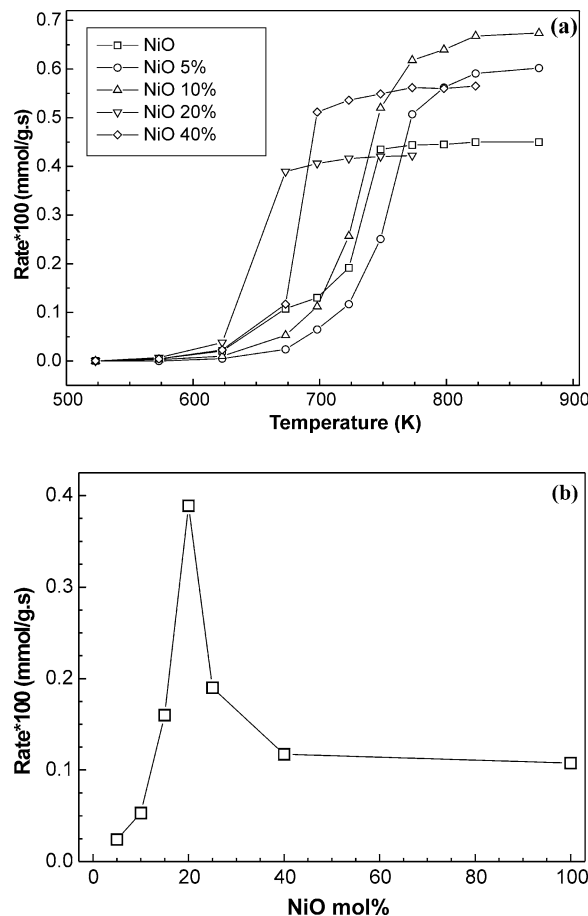 (a)
NiO
NiO 5%
NiO 10%
NiO 20%
NiO 40%
Rate*100 (mmol/g.s)
0.7
0.6
0.5
0.4
0.3
0.2
0.1
0.0
500 600 700 800 900
Temperature (K)
(b)
Rate*100 (mmol/g.s)
0.4
0.3
0.2
0.1
0.0
0 20 40 60 80 100
NiO mol%